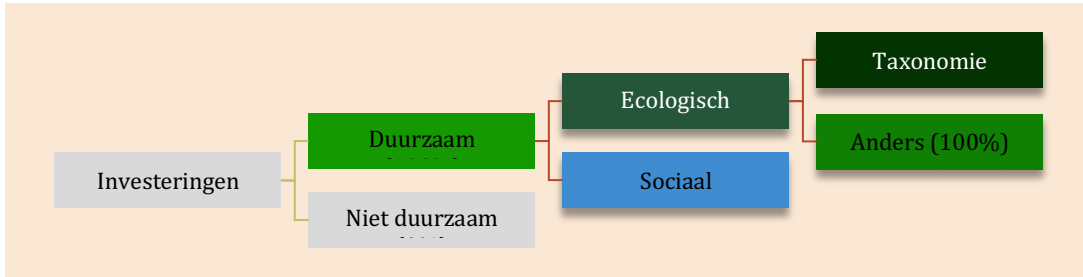 Investeringen
Duurzaam
Niet duurzaam
Ecologisch
Sociaal
Taxonomie
Anders (100%)